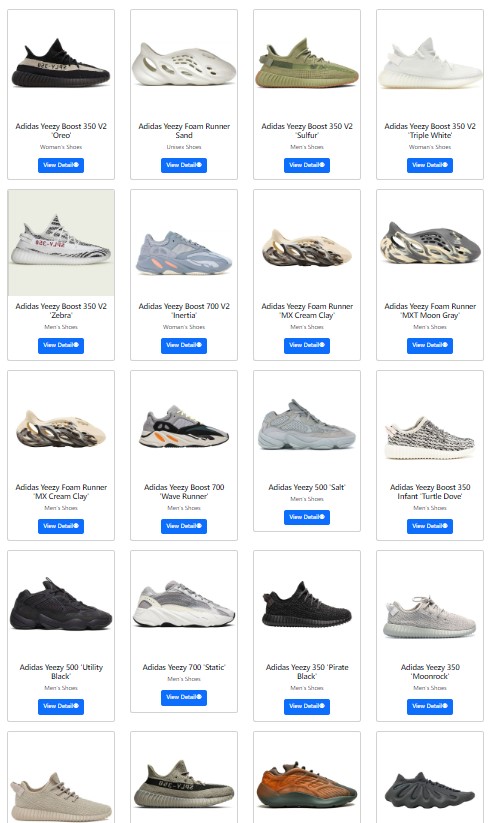 Adidas Yeezy Boost 350 V2
'Oreo'
Woman's Shoes
View Detail
Adidas Yeezy Foam Runner
Sand
Unisex Shoes
View Detail
Adidas Yeezy Boost 350 V2
'Sulfur'
Men's Shoes
View Detail
Adidas Yeezy Boost 350 V2
'Triple White'
Woman's Shoes
View Detail
Adidas Yeezy Boost 350 V2
'Zebra'
Men's Shoes
View Detail
Adidas Yeezy Boost 700 V2
'Inertia'
Woman's Shoes
View Detail
Adidas Yeezy Foam Runner
'MX Cream Clay'
Men's Shoes
View Detail
Adidas Yeezy Foam Runner
'MXT Moon Gray'
Men's Shoes
View Detail
Adidas Yeezy Foam Runner
'MX Cream Clay'
Men's Shoes
View Detail
Adidas Yeezy Boost 700
'Wave Runner'
Men's Shoes
View Detail
Adidas Yeezy 500 'Salt'
Men's Shoes
View Detail
Adidas Yeezy Boost 350
Infant 'Turtle Dove'
Men's Shoes
View Detail
Adidas Yeezy 500 'Utility
Black'
Men's Shoes
View Detail
Adidas Yeezy 700 'Static'
Men's Shoes
View Detail
Adidas Yeezy 350 'Pirate
Black'
Men's Shoes
View Detail
Adidas Yeezy 350
'Moonrock'
Men's Shoes
View Detail